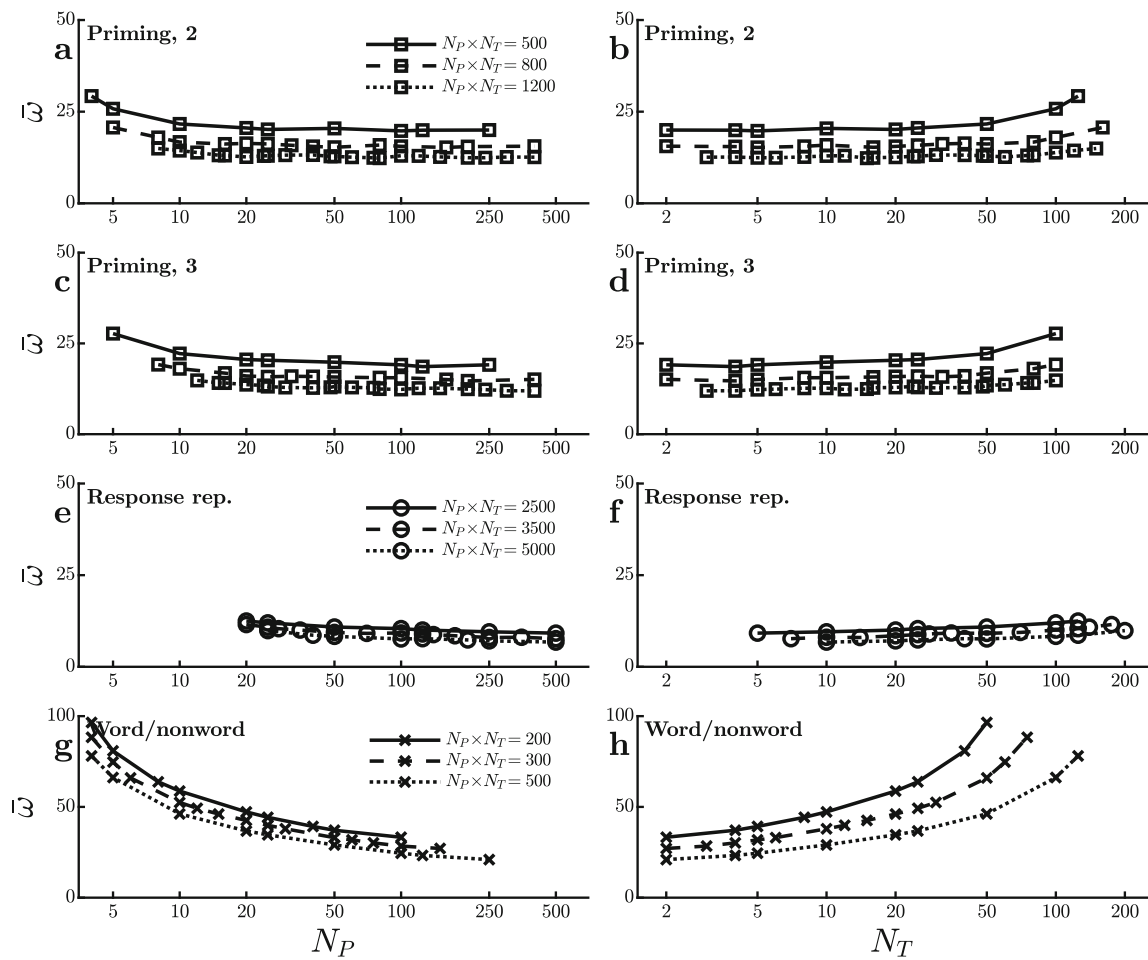 50
a
Priming, 2
N_P×N_T = 500
N_P×N_T = 800
N_P×N_T = 1200
ω̄
25
0
5 10 20 50 100 250 500
50
b
Priming, 2
25
0
2 5 10 20 50 100 200
50
c
Priming, 3
ω̄
25
0
5 10 20 50 100 250 500
50
d
Priming, 3
25
0
2 5 10 20 50 100 200
50
e
Response rep.
N_P×N_T = 2500
N_P×N_T = 3500
N_P×N_T = 5000
ω̄
25
0
5 10 20 50 100 250 500
50
f
Response rep.
25
0
2 5 10 20 50 100 200
100
g
Word/nonword
N_P×N_T = 200
N_P×N_T = 300
N_P×N_T = 500
ω̄
50
0
5 10 20 50 100 250 500
N_P
100
h
Word/nonword
50
0
2 5 10 20 50 100 200
N_T